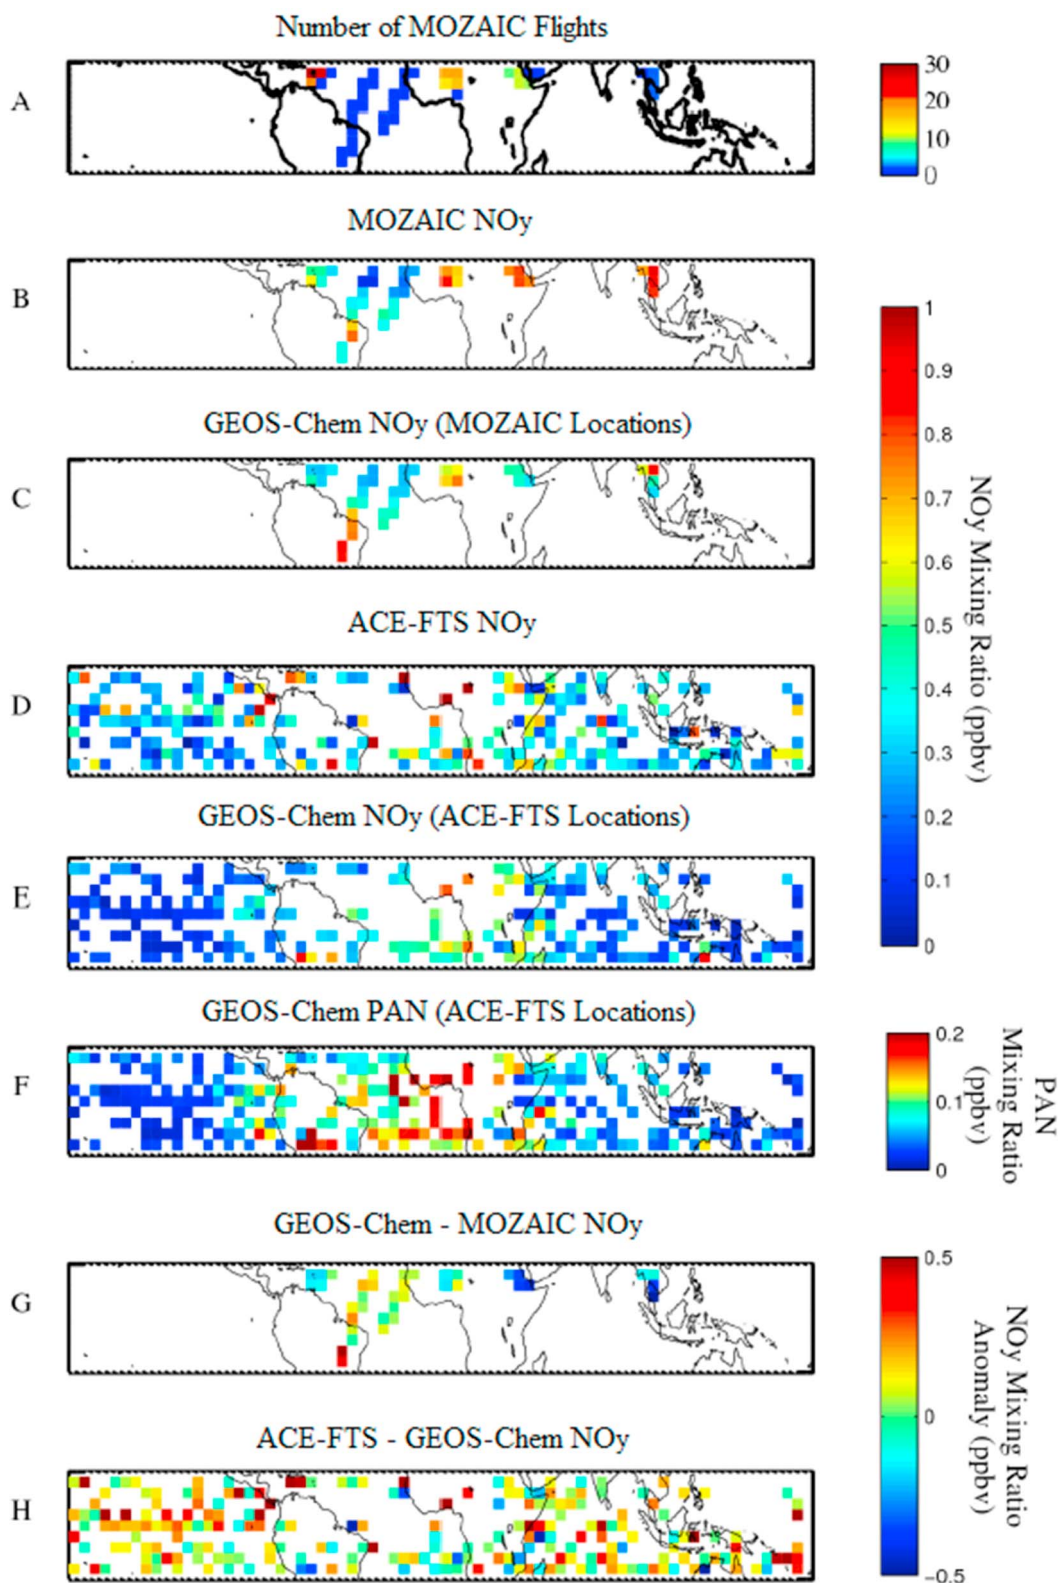 Number of MOZAIC Flights
A
30
20
10
0
MOZAIC NOy
B
GEOS-Chem NOy (MOZAIC Locations)
C
ACE-FTS NOy
D
GEOS-Chem NOy (ACE-FTS Locations)
E
1
0.9
0.8
0.7
0.6
0.5
0.4
0.3
0.2
0.1
0
NOy Mixing Ratio (ppbv)
GEOS-Chem PAN (ACE-FTS Locations)
F
0.2
0.1
0
PAN
Mixing Ratio
(ppbv)
GEOS-Chem - MOZAIC NOy
G
ACE-FTS - GEOS-Chem NOy
H
0.5
0
-0.5
NOy Mixing Ratio
Anomaly (ppbv)